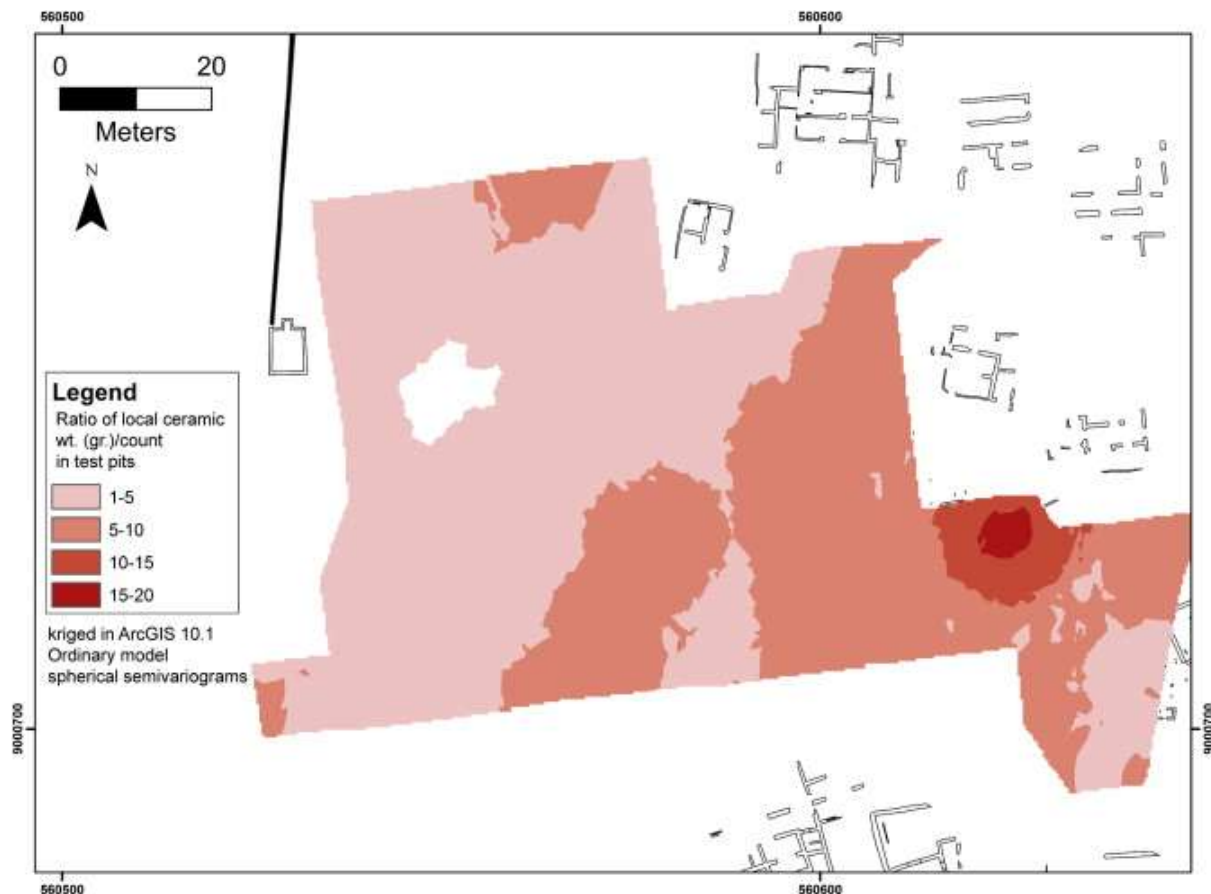 560500
560600
0
20
Meters
N
Legend
Ratio of local ceramic
wt. (gr.)/count
in test pits
1-5
5-10
10-15
15-20
kriged in ArcGIS 10.1
Ordinary model
spherical semivariograms
9000700
9000700
560500
560600